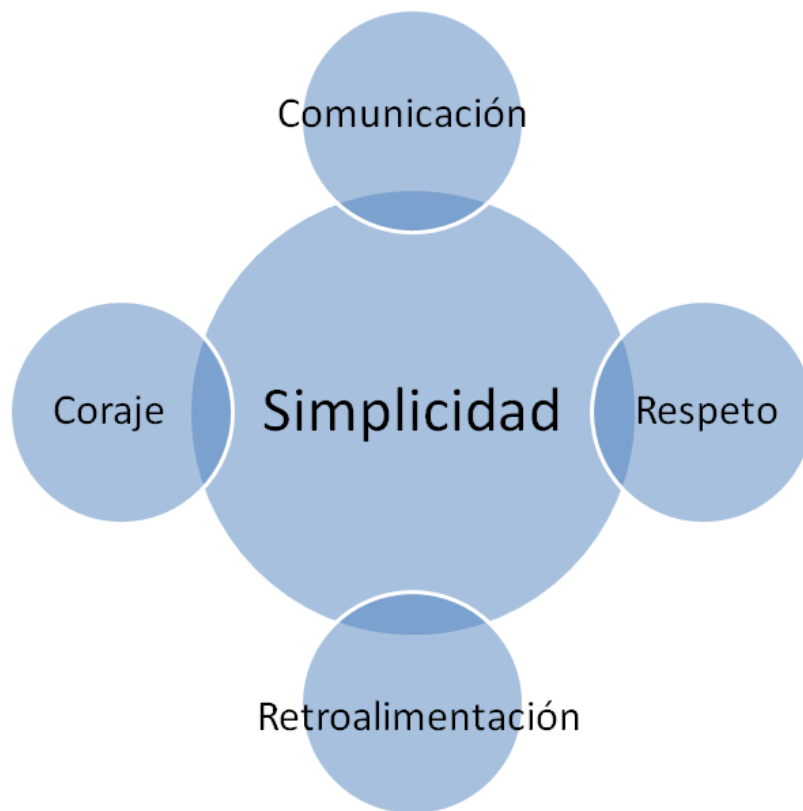 Comunicación
Coraje
Simplicidad
Respeto
Retroalimentación